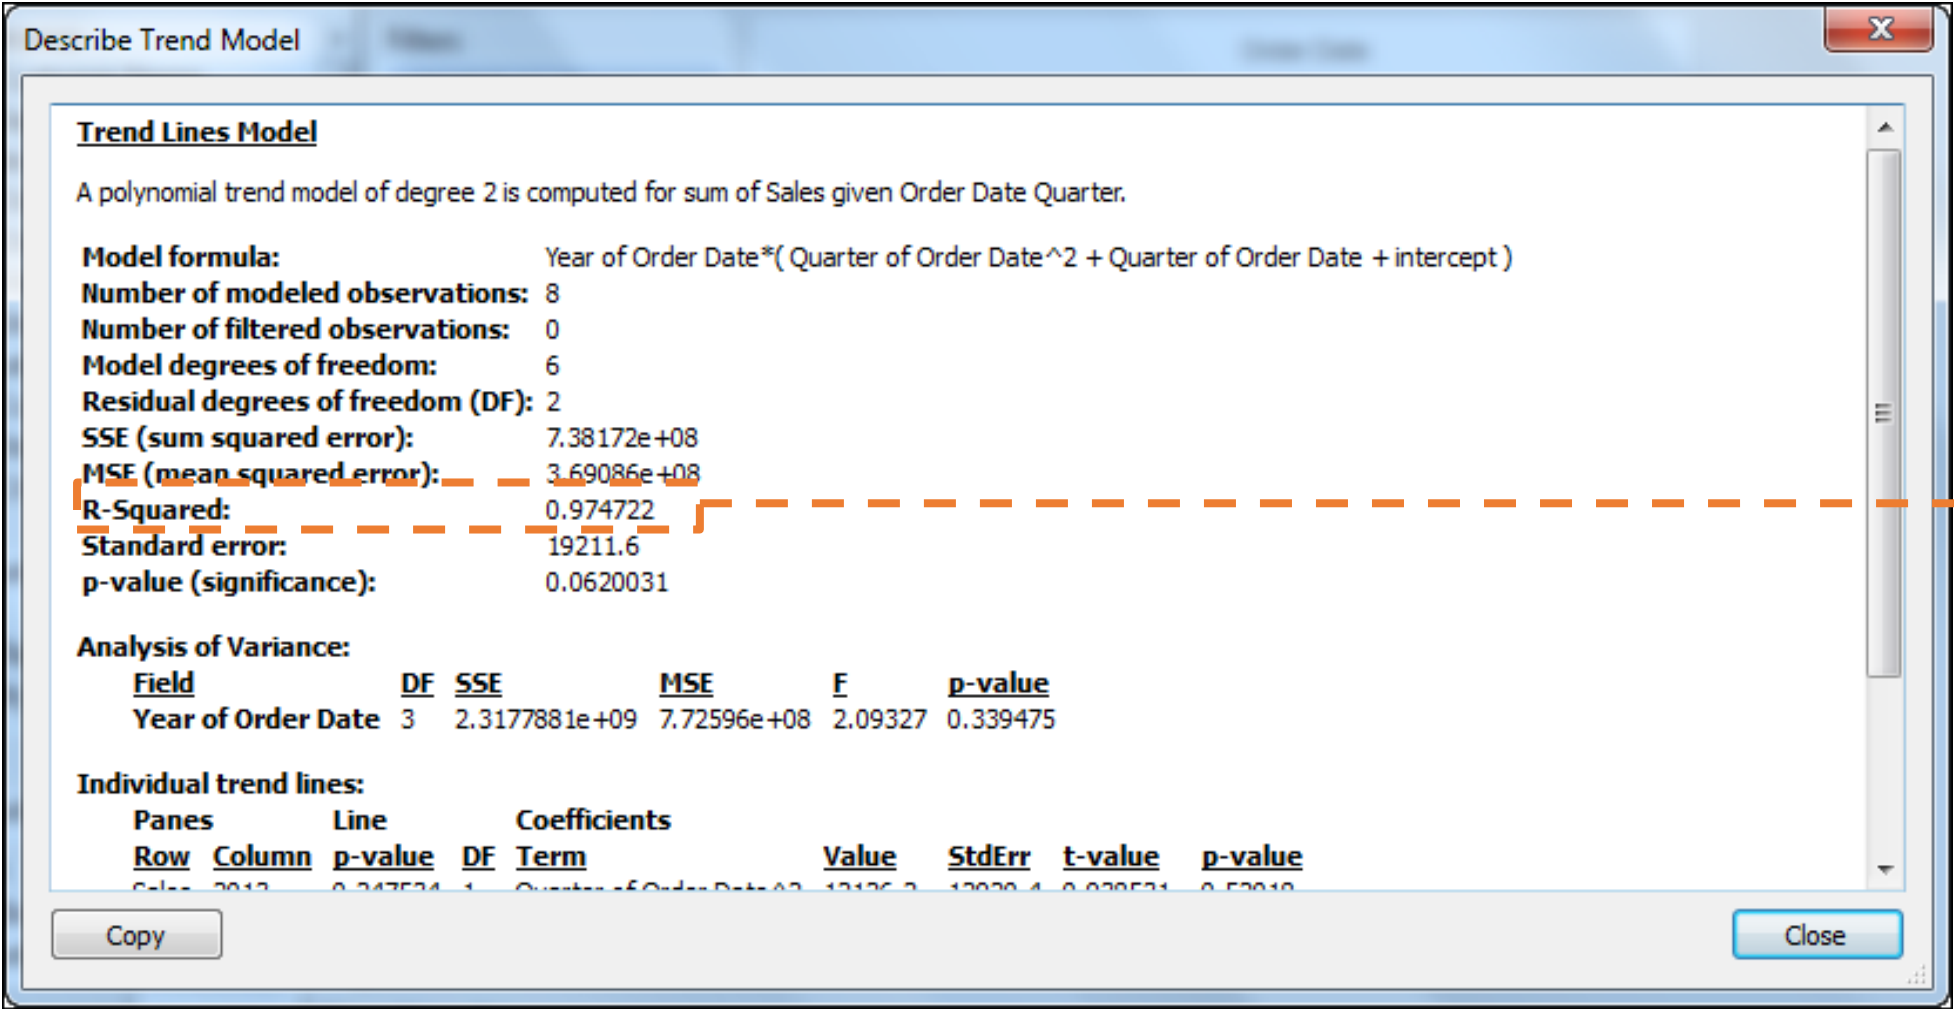 Describe Trend Model
Trend Lines Model
A polynomial trend model of degree 2 is computed for sum of Sales given Order Date Quarter.
Model formula: Year of Order Date*( Quarter of Order Date^2 + Quarter of Order Date + intercept )
Number of modeled observations: 8
Number of filtered observations: 0
Model degrees of freedom: 6
Residual degrees of freedom (DF): 2
SSE (sum squared error): 7.38172e+08
MSE (mean squared error): 3.69086e+08
R-Squared: 0.974722
Standard error: 19211.6
p-value (significance): 0.0620031
Analysis of Variance:
Field DF SSE MSE F p-value
Year of Order Date 3 2.3177881e+09 7.72596e+08 2.09327 0.339475
Individual trend lines:
Panes Line Coefficients
Row Column p-value DF Term Value StdErr t-value p-value
Sales Quarter of Order Date^2
Copy Close